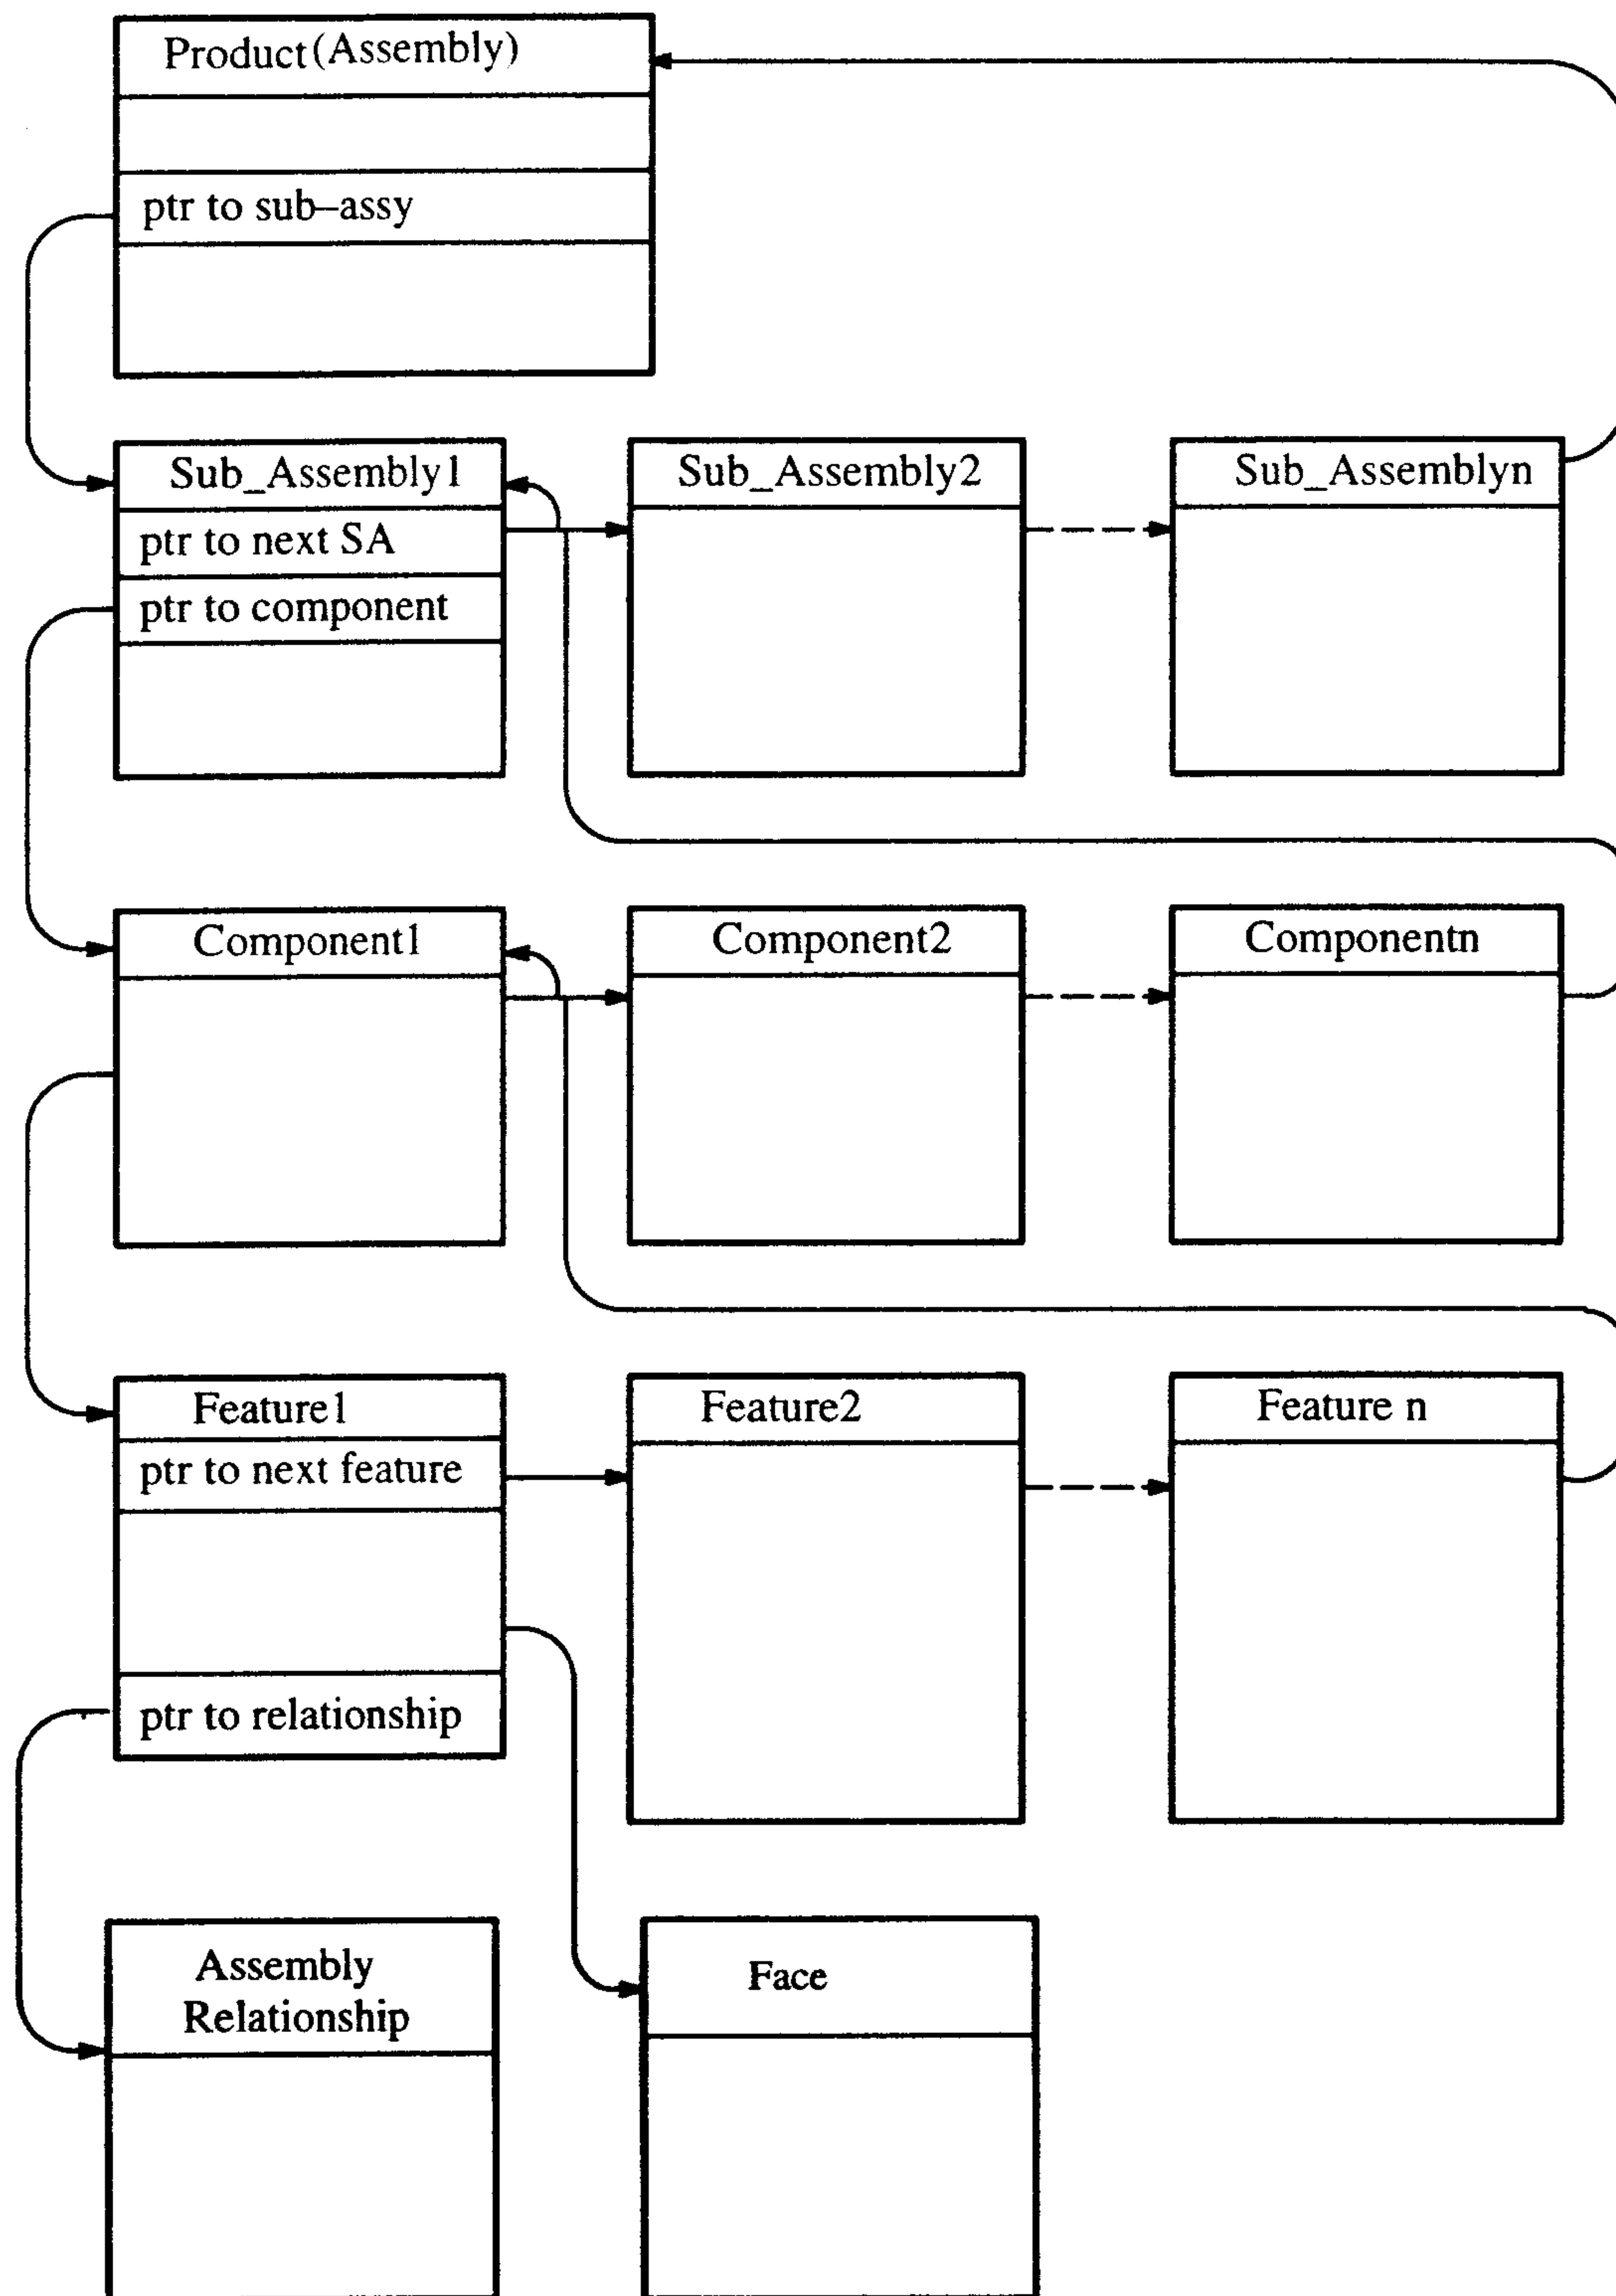 Product(Assembly)
ptr to sub–assy
Sub_Assembly1
ptr to next SA
ptr to component
Sub_Assembly2
Sub_Assemblyn
Component1
Component2
Componentn
Feature1
ptr to next feature
ptr to relationship
Feature2
Feature n
Assembly
Relationship
Face